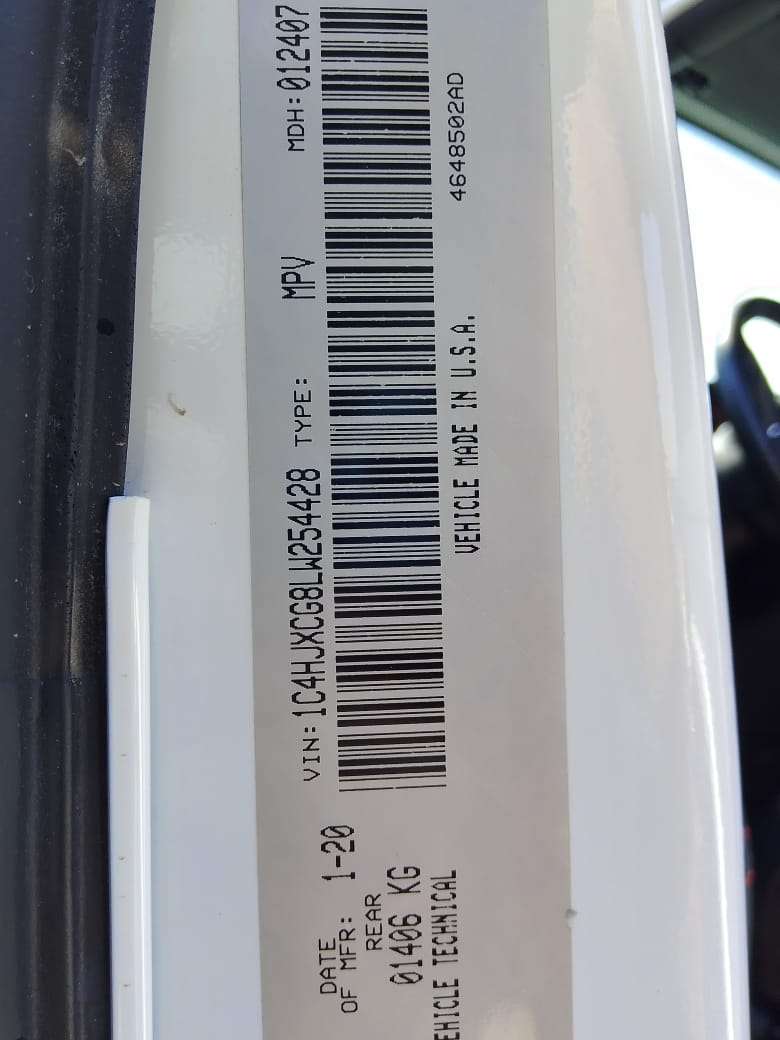 DATE
OF MFR: 1-20
REAR
01406 KG
EHICLE TECHNICAL
VIN: 1C4HJXCG8LW254428 TYPE: MPV MDH: 012407
VEHICLE MADE IN U.S.A. 4648502AD